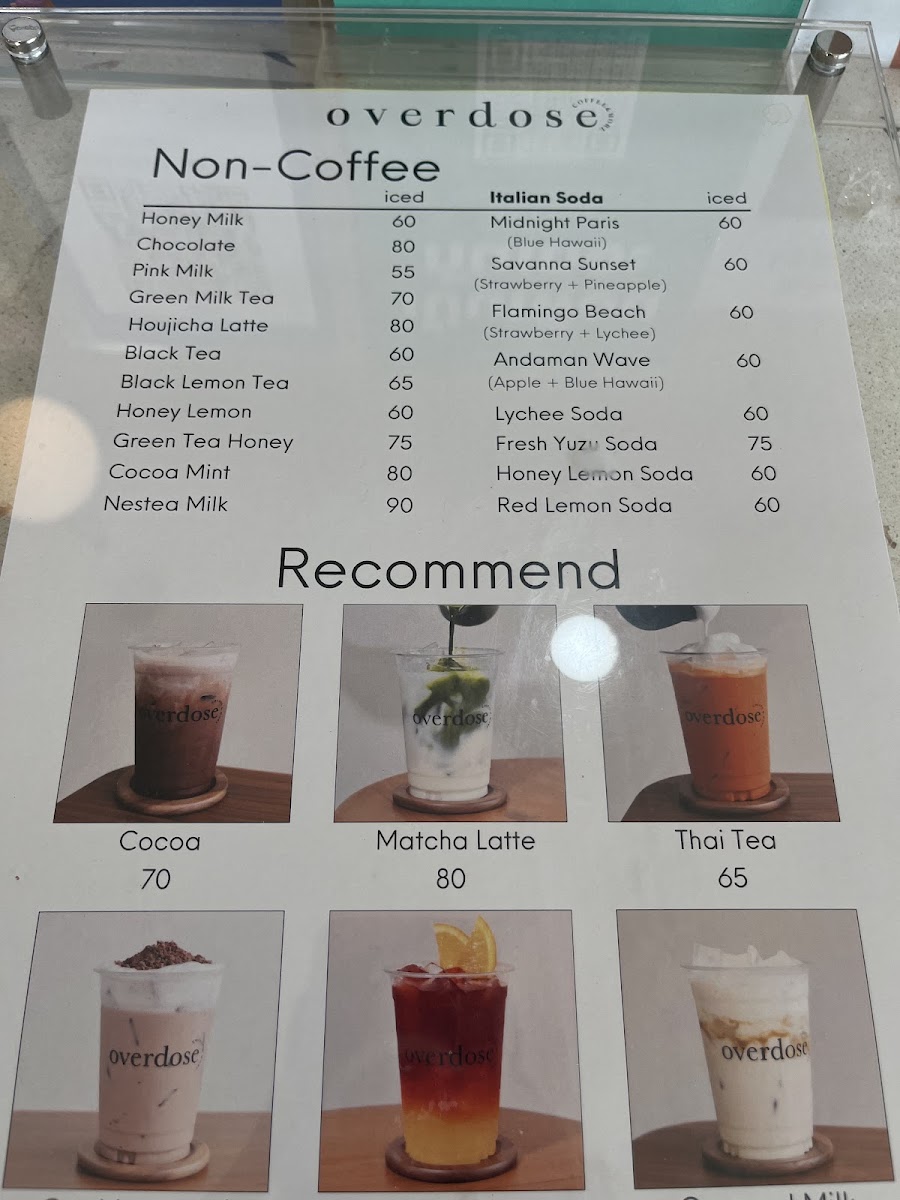 overdose
COFFEE & MORE
Non-Coffee
iced
Honey Milk 60
Chocolate 80
Pink Milk 55
Green Milk Tea 70
Houjicha Latte 80
Black Tea 60
Black Lemon Tea 65
Honey Lemon 60
Green Tea Honey 75
Cocoa Mint 80
Nestea Milk 90
Italian Soda iced
Midnight Paris 60
(Blue Hawaii)
Savanna Sunset 60
(Strawberry + Pineapple)
Flamingo Beach 60
(Strawberry + Lychee)
Andaman Wave 60
(Apple + Blue Hawaii)
Lychee Soda 60
Fresh Yuzu Soda 75
Honey Lemon Soda 60
Red Lemon Soda 60
Recommend
overdose
overdose
overdose
Cocoa
70
Matcha Latte
80
Thai Tea
65
overdose
overdose
overdose